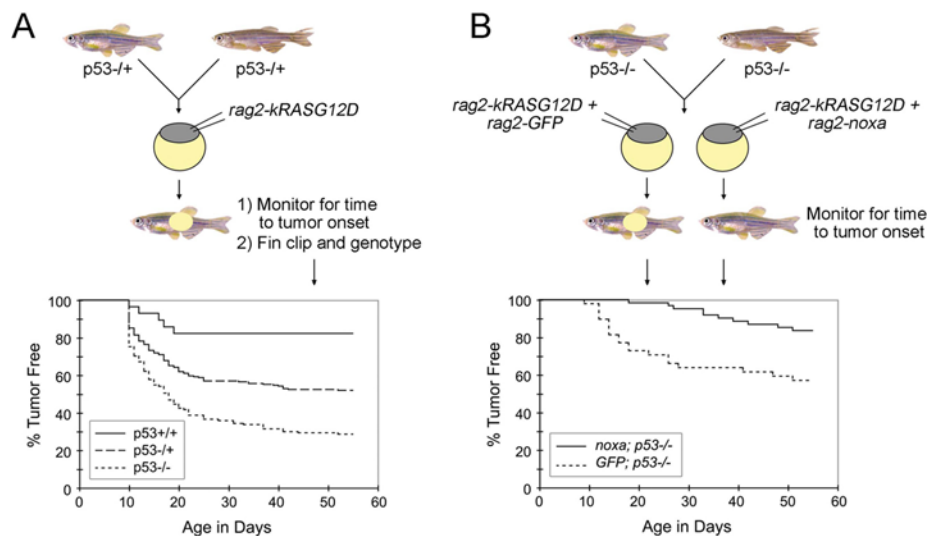 A
p53-/+
p53-/+
rag2-kRASG12D
1) Monitor for time
to tumor onset
2) Fin clip and genotype
100
80
60
40
20
0
% Tumor Free
p53+/+
p53-/+
p53-/-
0
10
20
30
40
50
60
Age in Days
B
p53-/-
p53-/-
rag2-kRASG12D +
rag2-GFP
rag2-kRASG12D +
rag2-noxa
Monitor for time
to tumor onset
100
80
60
40
20
0
% Tumor Free
noxa; p53-/-
GFP; p53-/-
0
10
20
30
40
50
60
Age in Days